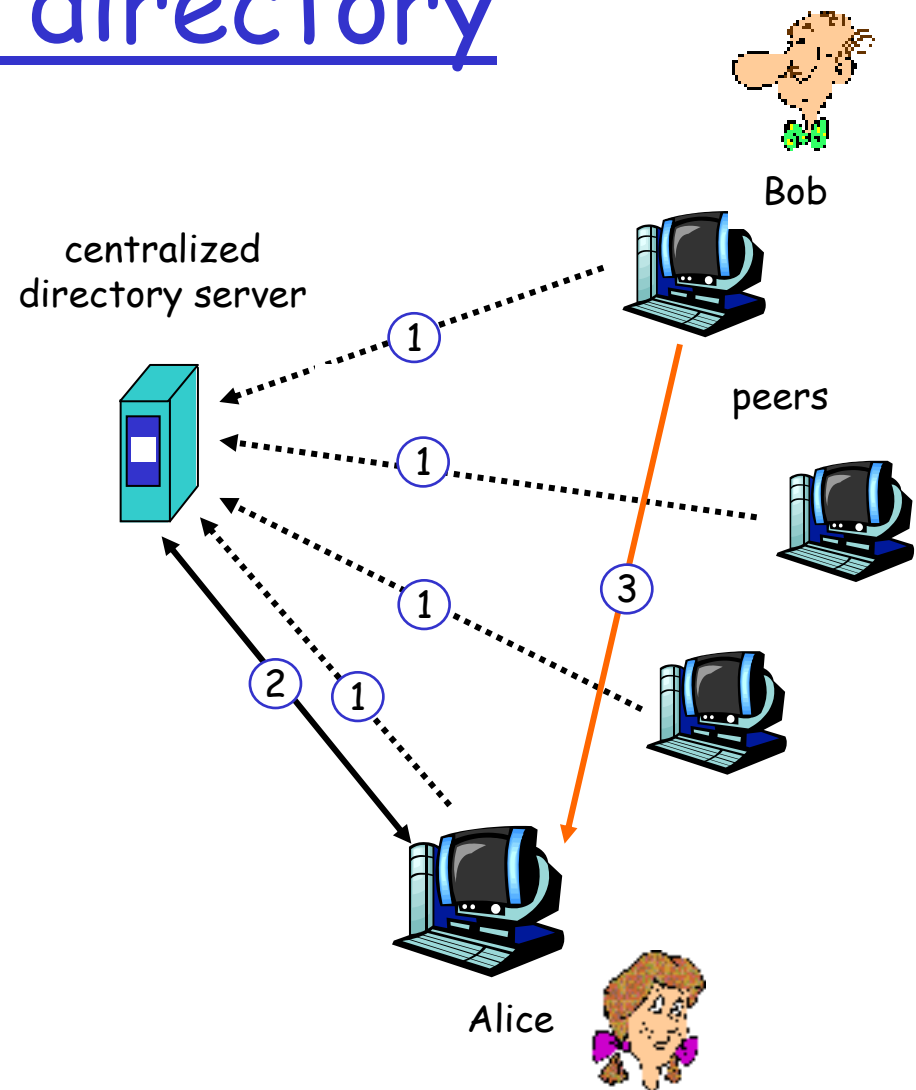 directory
Bob
centralized
directory server
1
peers
1
3
1
2
1
Alice